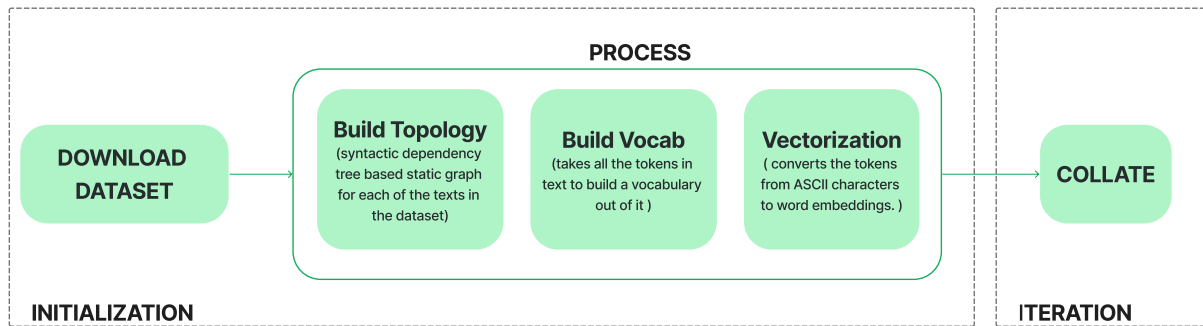 PROCESS
DOWNLOAD
DATASET
Build Topology
(syntactic dependency
tree based static graph
for each of the texts in
the dataset)
Build Vocab
(takes all the tokens in
text to build a vocabulary
out of it )
Vectorization
( converts the tokens
from ASCII characters
to word embeddings. )
COLLATE
INITIALIZATION
ITERATION